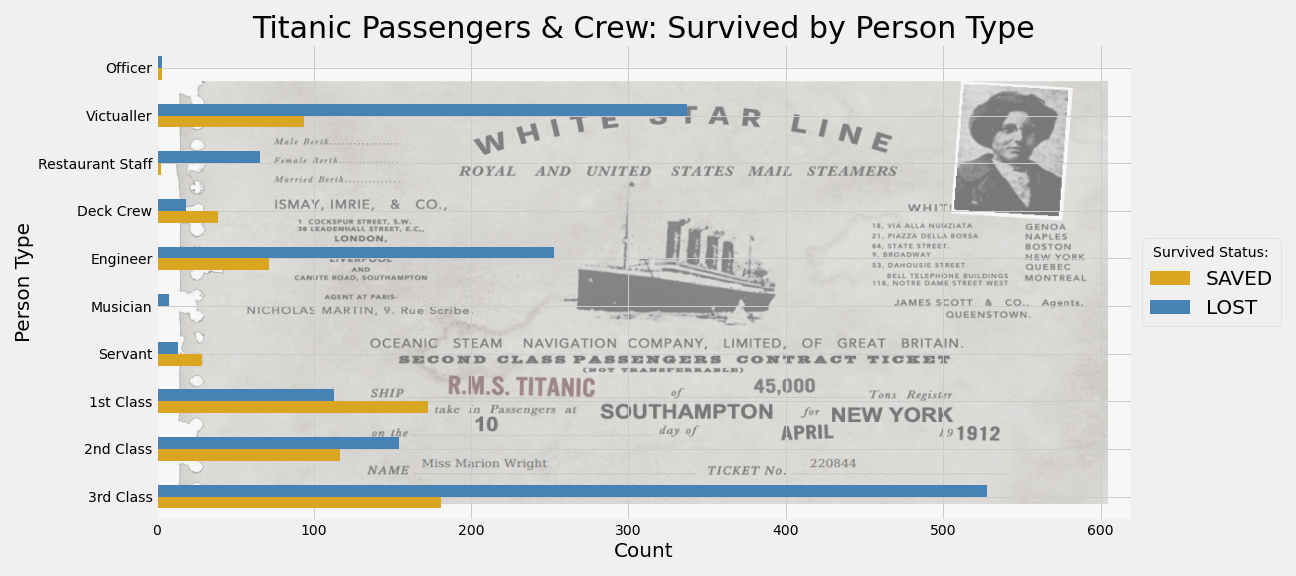 Titanic Passengers & Crew: Survived by Person Type
Person Type
Officer
Victualler
Restaurant Staff
Deck Crew
Engineer
Musician
Servant
1st Class
2nd Class
3rd Class
WHITE STAR LINE
ROYAL AND UNITED STATES MAIL STEAMERS
Male Berth................
Female Berth..............
Married Berth..............
ISMAY, IMRIE, & CO.,
1 COCKSPUR STREET, S.W.
38 LEADENHALL STREET, E.C.,
LONDON,
LIVERPOOL
AND
CANUTE ROAD, SOUTHAMPTON
AGENT AT PARIS-
NICHOLAS MARTIN, 9. Rue Scribe.
WHIT
18, VIA ALLA NUNZIATA GENOA
21, PIAZZA DELLA BORSA NAPLES
84, STATE STREET. BOSTON
9, BROADWAY NEW YORK
53, DAHOUSIE STREET QUEBEC
BELL TELEPHONE BUILDINGS MONTREAL
118, NOTRE DAME STREET WEST
JAMES SCOTT & CO., Agents.
QUEENSTOWN.
OCEANIC STEAM NAVIGATION COMPANY, LIMITED, OF GREAT BRITAIN.
SECOND CLASS PASSENGERS CONTRACT TICKET
(NOT TRANSFERRABLE)
SHIP R.M.S. TITANIC of 45,000 Tons Register
take in Passengers at SOUTHAMPTON for NEW YORK
on the 10 day of APRIL 19 1912
NAME Miss Marion Wright TICKET No. 220844
0 100 200 300 400 500 600
Count
Survived Status:
SAVED
LOST